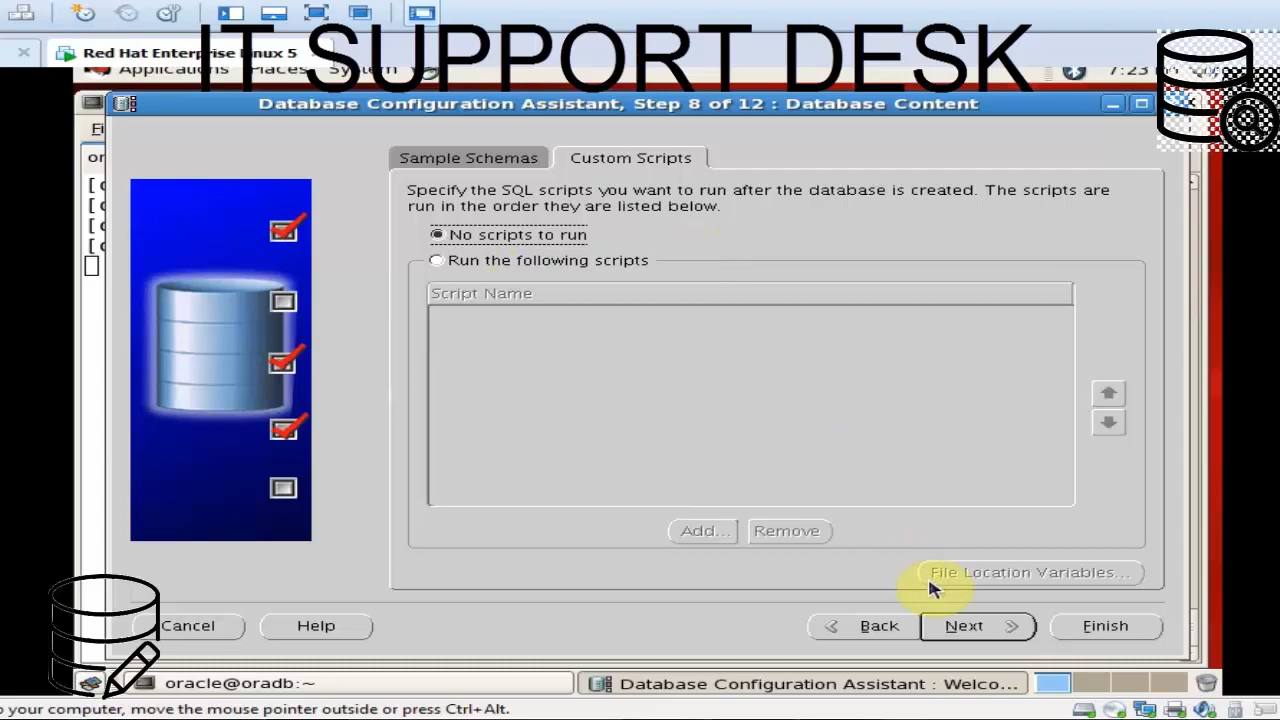 IT SUPPORT DESK
Red Hat Enterprise Linux 5
Applications Places System
Database Configuration Assistant, Step 8 of 12 : Database Content
Sample Schemas
Custom Scripts
Specify the SQL scripts you want to run after the database is created. The scripts are
run in the order they are listed below.
No scripts to run
Run the following scripts
Script Name
Add...
Remove
File Location Variables...
Cancel
Help
Back
Next
Finish
oracle@oradb:~
Database Configuration Assistant : Welco...
your computer, move the mouse pointer outside or press Ctrl+Alt.